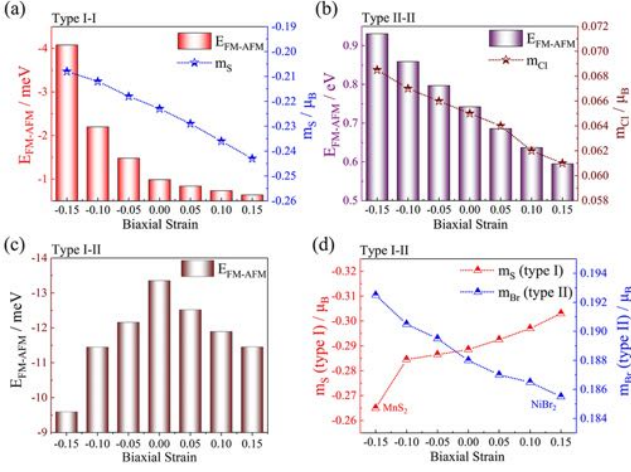 (a) Type I-I
E_FM-AFM
m_S
E_FM-AFM / meV
-4
-3
-2
-1
m_S / μ_B
-0.19
-0.20
-0.21
-0.22
-0.23
-0.24
-0.25
-0.26
-0.15 -0.10 -0.05 0.00 0.05 0.10 0.15
Biaxial Strain
(b) Type II-II
E_FM-AFM
m_Cl
E_FM-AFM / eV
0.9
0.8
0.7
0.6
0.5
m_Cl / μ_B
0.072
0.070
0.068
0.066
0.064
0.062
0.060
0.058
-0.15 -0.10 -0.05 0.00 0.05 0.10 0.15
Biaxial Strain
(c) Type I-II
E_FM-AFM
E_FM-AFM / meV
-14
-13
-12
-11
-10
-9
-0.15 -0.10 -0.05 0.00 0.05 0.10 0.15
Biaxial Strain
(d) Type I-II
m_S (type I)
m_Br (type II)
m_S (type I) / μ_B
-0.32
-0.31
-0.30
-0.29
-0.28
-0.27
-0.26
m_Br (type II) / μ_B
0.194
0.192
0.190
0.188
0.186
0.184
MnS₂
NiBr₂
-0.15 -0.10 -0.05 0.00 0.05 0.10 0.15
Biaxial Strain